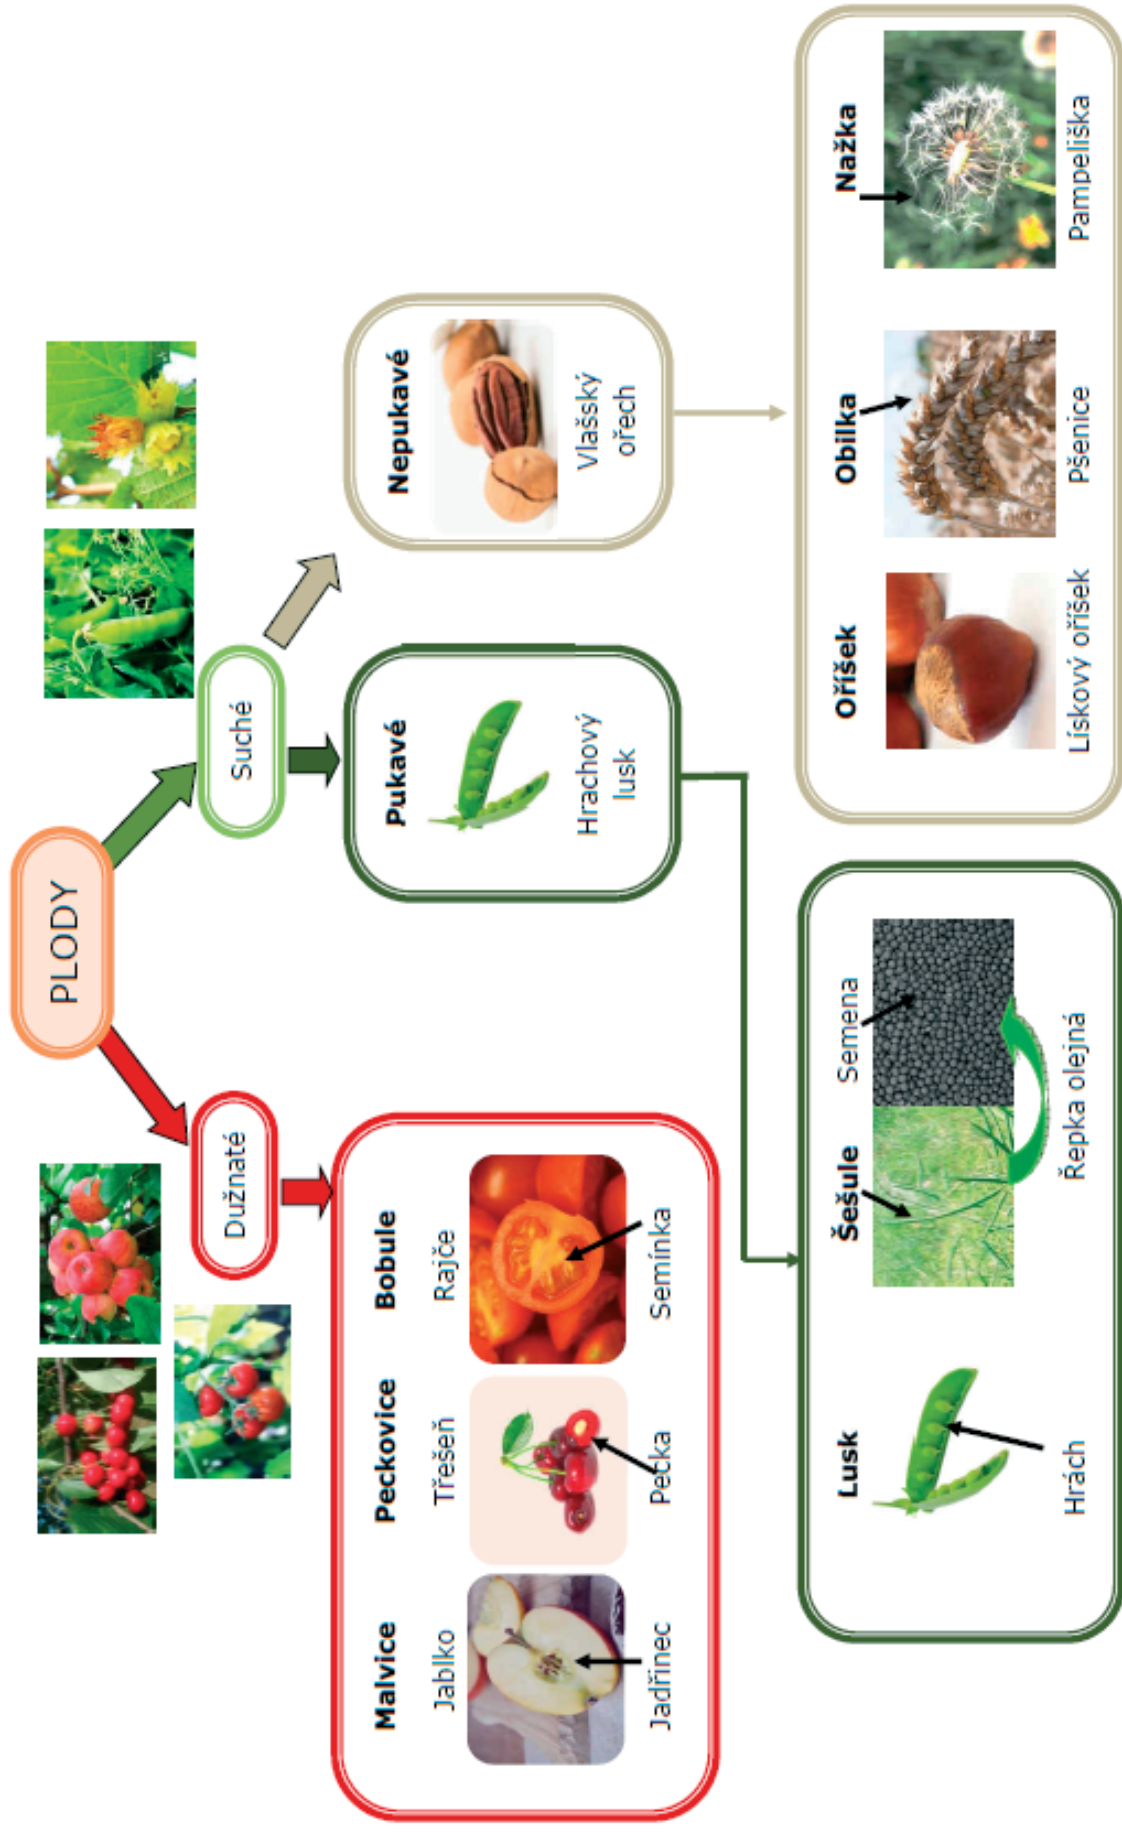 PLODY
Dužnaté
Suché
Malvice
Peckovice
Bobule
Jablko
Třešeň
Rajče
Jadřinec
Pecka
Semínka
Pukavé
Hrachový
lusk
Nepukavé
Vlašský
ořech
Lusk
Šešule
Semena
Hrách
Řepka olejná
Oříšek
Obilka
Nažka
Lískový oříšek
Pšenice
Pampeliška